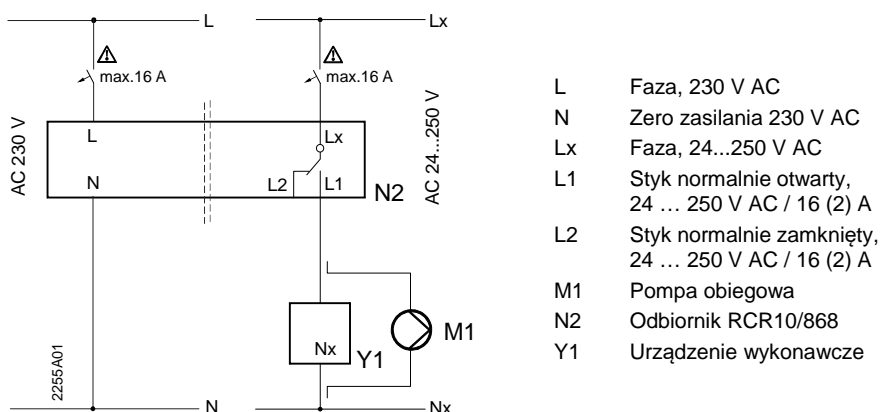 L
Lx
max.16 A
max.16 A
AC 230 V
AC 24...250 V
L
Lx
N
L2
L1
N2
Nx
Y1
M1
2255A01
N
Nx
L Faza, 230 V AC
N Zero zasilania 230 V AC
Lx Faza, 24...250 V AC
L1 Styk normalnie otwarty,
24 … 250 V AC / 16 (2) A
L2 Styk normalnie zamknięty,
24 … 250 V AC / 16 (2) A
M1 Pompa obiegowa
N2 Odbiornik RCR10/868
Y1 Urządzenie wykonawcze